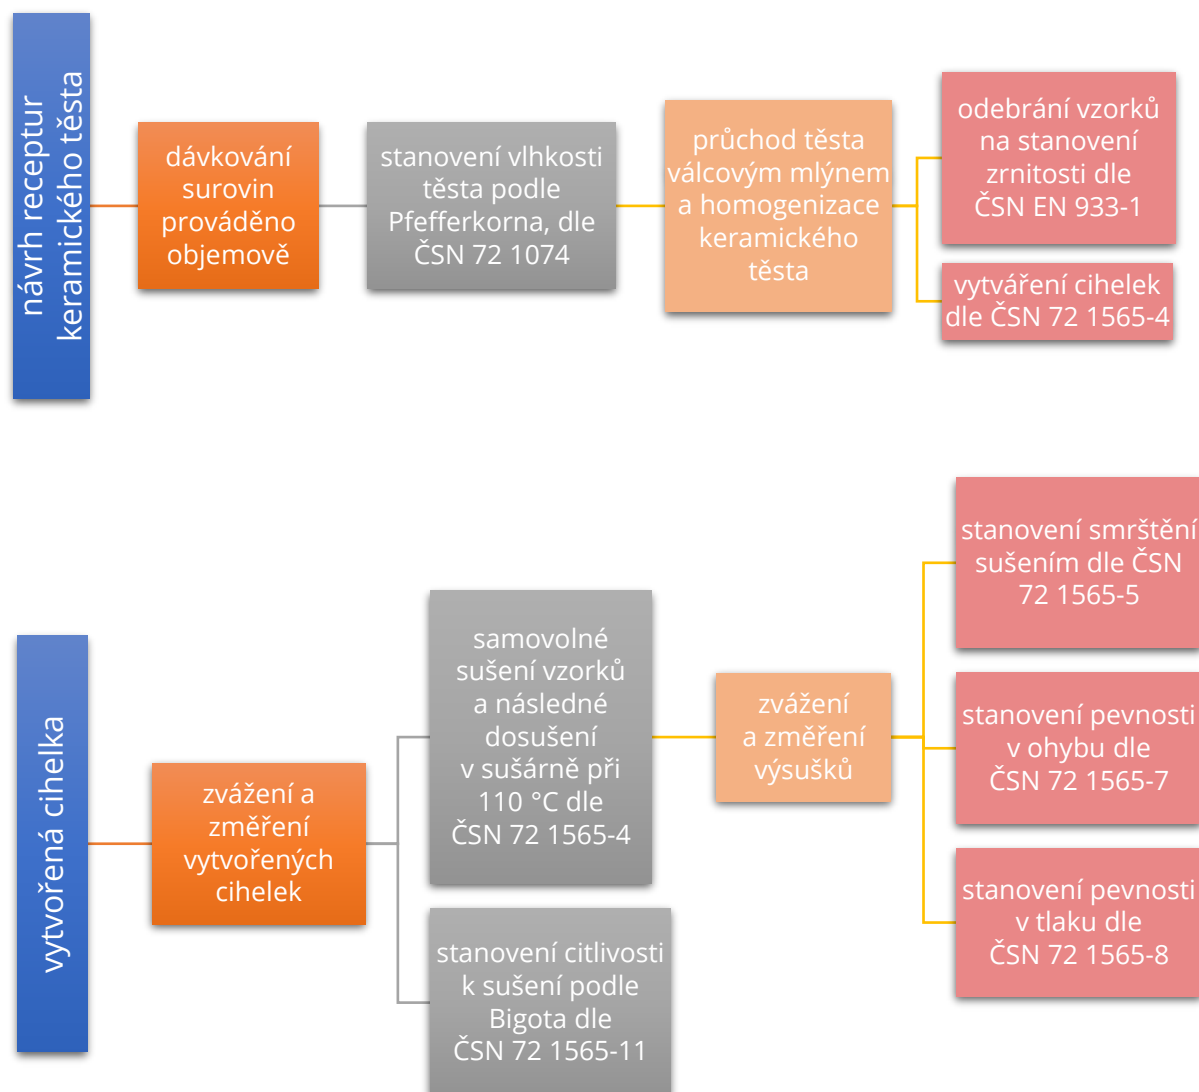 návrh receptur
keramického těsta
dávkování
surovin
prováděno
objemově
stanovení vlhkosti
těsta podle
Pfefferkorna, dle
ČSN 72 1074
průchod těsta
válcovým mlýnem
a homogenizace
keramického
těsta
odebrání vzorků
na stanovení
zrnitosti dle
ČSN EN 933-1
vytváření cihelek
dle ČSN 72 1565-4
vytvořená cihelka
zvážení a
změření
vytvořených
cihelek
samovolné
sušení vzorků
a následné
dosušení
v sušárně při
110 °C dle
ČSN 72 1565-4
stanovení citlivosti
k sušení podle
Bigota dle
ČSN 72 1565-11
zvážení
a změření
výsušků
stanovení smrštění
sušením dle ČSN
72 1565-5
stanovení pevnosti
v ohybu dle
ČSN 72 1565-7
stanovení pevnosti
v tlaku dle
ČSN 72 1565-8